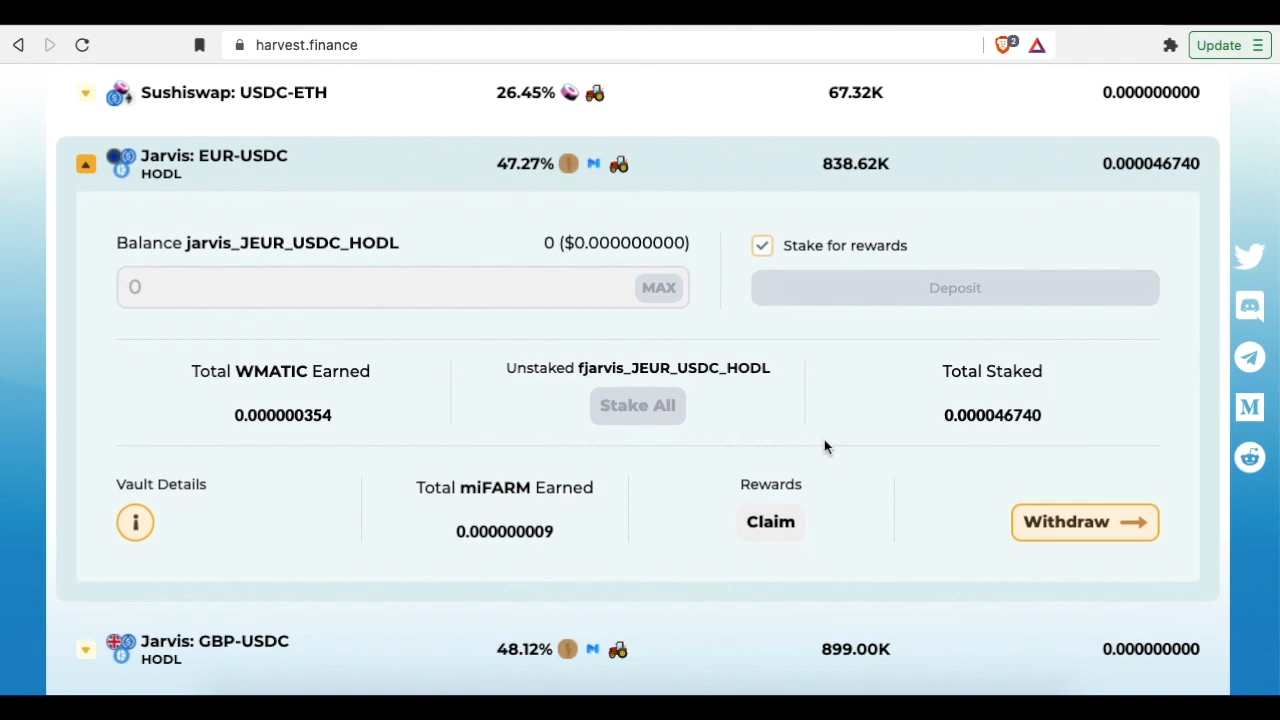 harvest.finance
2
Update
Sushiswap: USDC-ETH 26.45% 67.32K 0.000000000
Jarvis: EUR-USDC
HODL
47.27% 838.62K 0.000046740
Balance jarvis_JEUR_USDC_HODL 0 ($0.000000000)
Stake for rewards
0 MAX
Deposit
Total WMATIC Earned
0.000000354
Unstaked fjarvis_JEUR_USDC_HODL
Stake All
Total Staked
0.000046740
Vault Details
i
Total miFARM Earned
0.000000009
Rewards
Claim
Withdraw
Jarvis: GBP-USDC
HODL
48.12% 899.00K 0.000000000
M